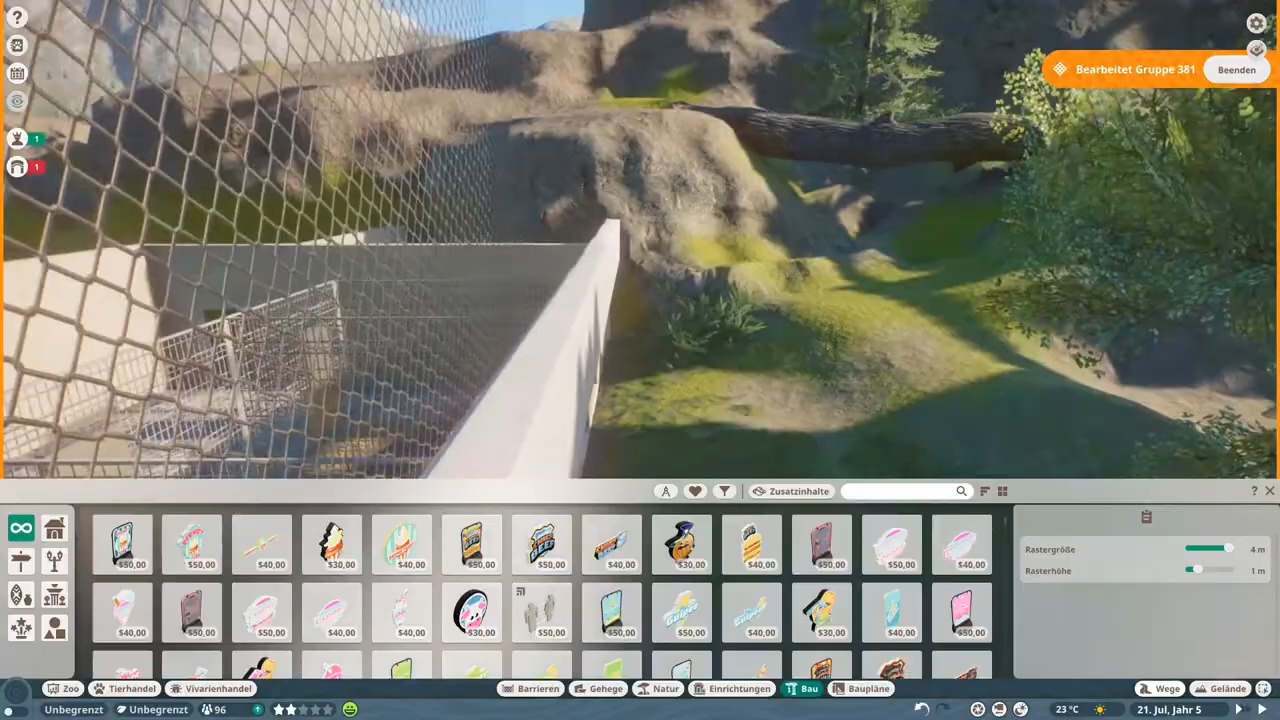 ?
Bearbeitet Gruppe 381
Beenden
1
1
Zusatzinhalte
?
$50,00 $50,00 $40,00 $30,00 $40,00 $50,00 $50,00 $40,00 $30,00 $40,00 $50,00 $50,00 $40,00
$40,00 $50,00 $50,00 $40,00 $40,00 $30,00 $50,00 $50,00 $50,00 $40,00 $30,00 $40,00 $50,00
Rastergröße 4 m
Rasterhöhe 1 m
Zoo Tierhandel Vivarienhandel Barrieren Gehege Natur Einrichtungen Bau Baupläne Wege Gelände
Unbegrenzt Unbegrenzt 96 23 °C 21. Jul, Jahr 5